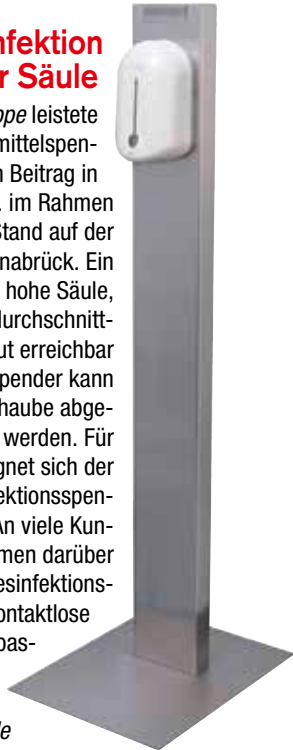 nfektion
r Säule
ppe leistete
mittelspen-
n Beitrag in
. im Rahmen
Stand auf der
nabrück. Ein
hohe Säule,
durchschnitt-
ut erreichbar
pender kann
haube abge-
werden. Für
gnet sich der
ektionsspen-
An viele Kun-
men darüber
esinfektions-
ontaktlose
pas-
le